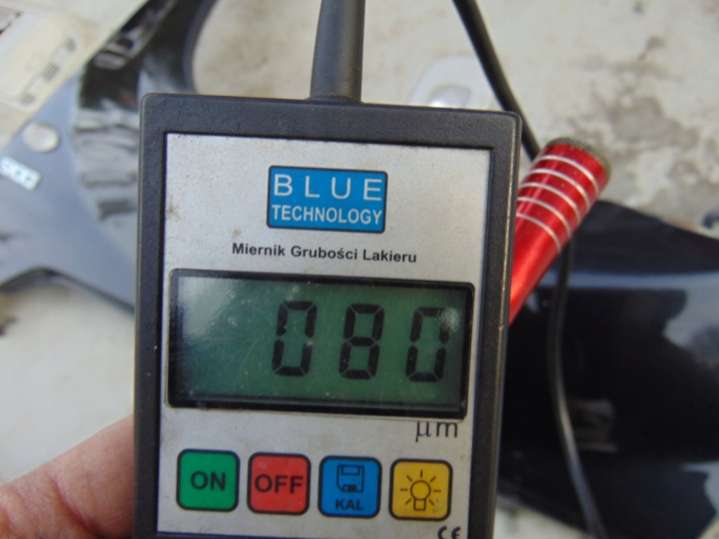 BLUE
TECHNOLOGY
Miernik Grubości Lakieru
080
µm
ON
OFF
KAL
CE